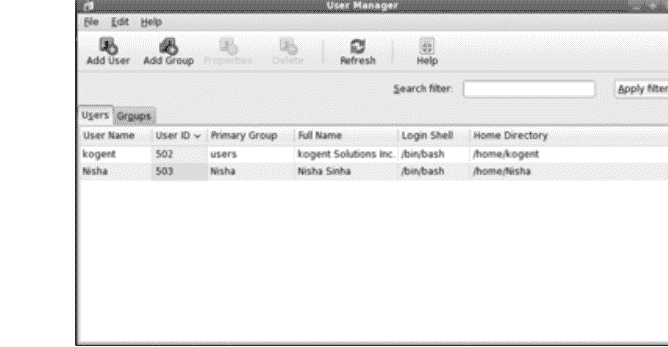 User Manager
File Edit Help
Add User Add Group Properties Delete Refresh Help
Search filter: Apply filter
Users Groups
User Name User ID Primary Group Full Name Login Shell Home Directory
kogent 502 users kogent Solutions Inc. /bin/bash /home/kogent
Nisha 503 Nisha Nisha Sinha /bin/bash /home/Nisha